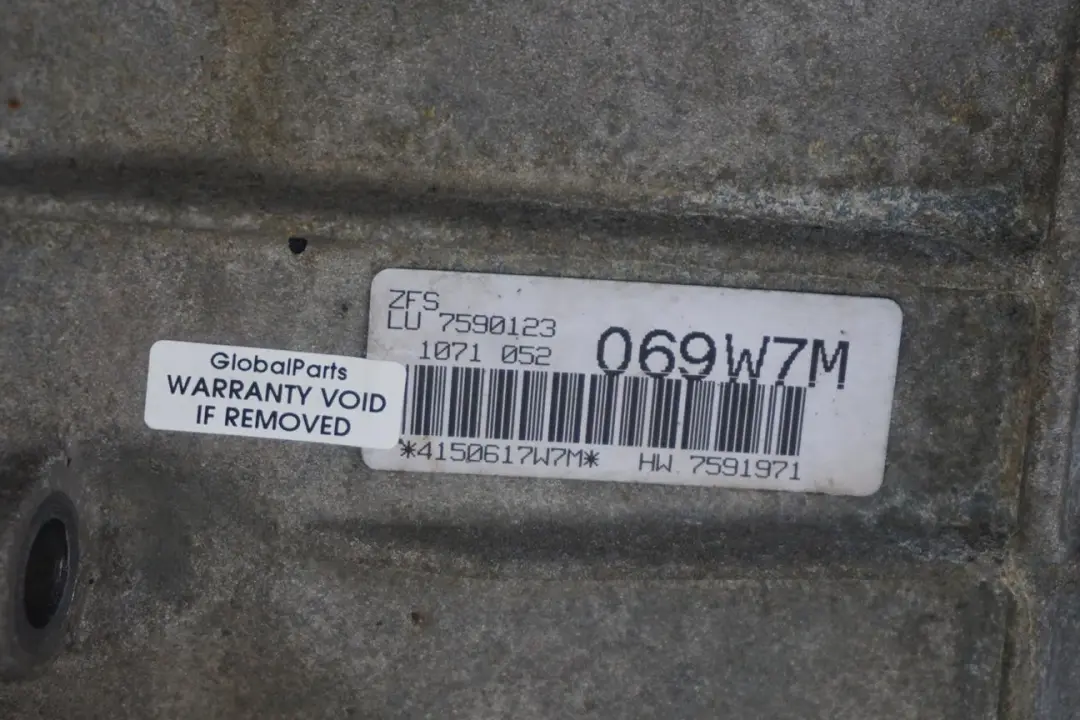 ZFS
LU 7590123
1071 052
069W7M
GlobalParts
WARRANTY VOID
IF REMOVED
*4150617W7M* HW 7591971